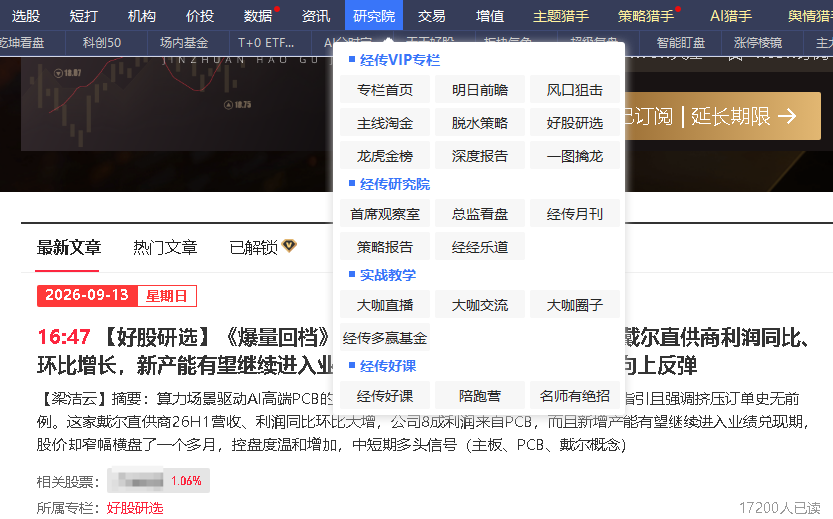 选股 短打 机构 价投 数据 资讯 研究院 交易 增值 主题猎手 策略猎手 AI猎手 舆情猎
乾坤看盘 科创50 场内基金 T+0 ETF... 智能盯盘 涨停棱镜 主力
JINZHUAN HAO GU
18.87
18.75
订阅 | 延长期限 →
经传VIP专栏
专栏首页 明日前瞻 风口狙击
主线淘金 脱水策略 好股研选
龙虎金榜 深度报告 一图擒龙
经传研究院
首席观察室 总监看盘 经传月刊
策略报告 经经乐道
实战教学
大咖直播 大咖交流 大咖圈子
经传多赢基金
经传好课
经传好课 陪跑营 名师有绝招
最新文章 热门文章 已解锁
2026-09-13 星期日
16:47 【好股研选】《爆量回档》 戴尔直供商利润同比、
环比增长，新产能有望继续进入业 向上反弹
【梁洁云】摘要：算力场景驱动AI高端PCB的 指引且强调挤压订单史无前
例。这家戴尔直供商26H1营收、利润同比环比大增，公司8成利润来自PCB，而且新增产能有望继续进入业绩兑现期，
股价却窄幅横盘了一个多月，控盘度温和增加，中短期多头信号（主板、PCB、戴尔概念）
相关股票： 1.06%
所属专栏：好股研选 17200人已读